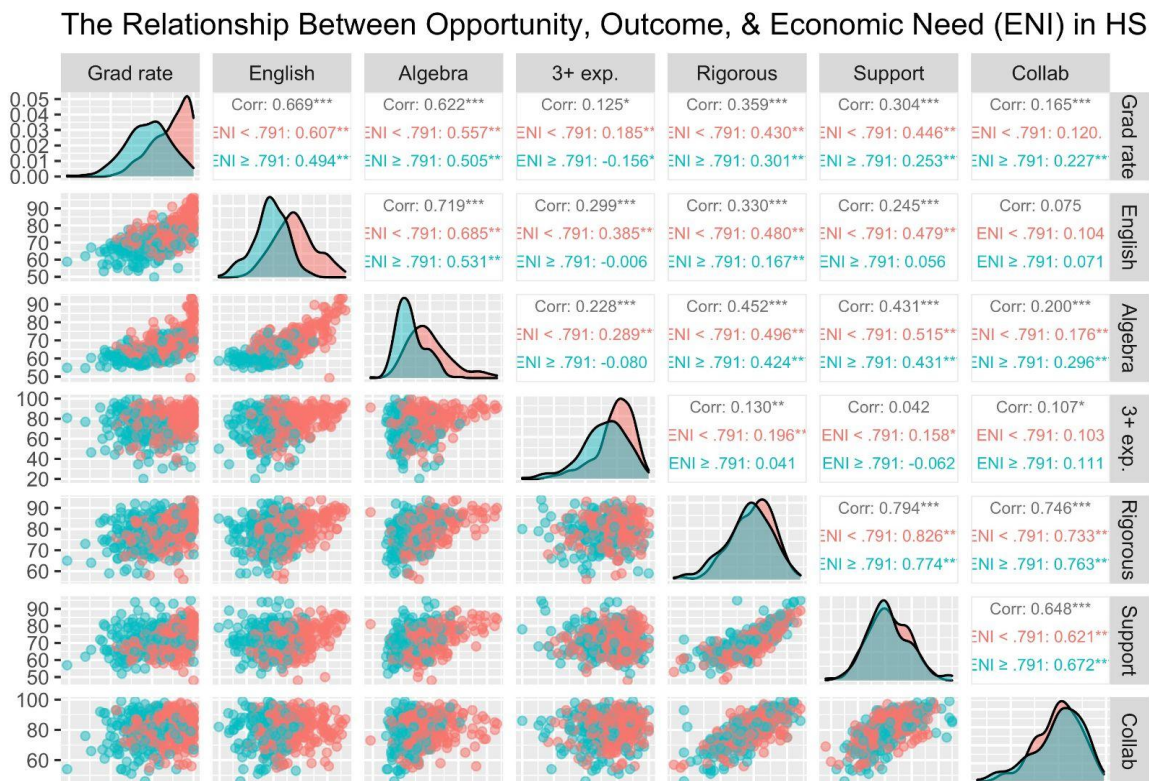 The Relationship Between Opportunity, Outcome, & Economic Need (ENI) in HS
Grad rate English Algebra 3+ exp. Rigorous Support Collab
0.05
0.04
0.03
0.02
0.01
0.00
Corr: 0.669*** Corr: 0.622*** Corr: 0.125* Corr: 0.359*** Corr: 0.304*** Corr: 0.165***
ENI < .791: 0.607** ENI < .791: 0.557** ENI < .791: 0.185** ENI < .791: 0.430** ENI < .791: 0.446** ENI < .791: 0.120.
ENI ≥ .791: 0.494** ENI ≥ .791: 0.505** ENI ≥ .791: -0.156* ENI ≥ .791: 0.301** ENI ≥ .791: 0.253** ENI ≥ .791: 0.227**
Grad rate
90
80
70
60
50
Corr: 0.719*** Corr: 0.299*** Corr: 0.330*** Corr: 0.245*** Corr: 0.075
ENI < .791: 0.685** ENI < .791: 0.385** ENI < .791: 0.480** ENI < .791: 0.479** ENI < .791: 0.104
ENI ≥ .791: 0.531** ENI ≥ .791: -0.006 ENI ≥ .791: 0.167** ENI ≥ .791: 0.056 ENI ≥ .791: 0.071
English
90
80
70
60
50
Corr: 0.228*** Corr: 0.452*** Corr: 0.431*** Corr: 0.200***
ENI < .791: 0.289** ENI < .791: 0.496** ENI < .791: 0.515** ENI < .791: 0.176**
ENI ≥ .791: -0.080 ENI ≥ .791: 0.424** ENI ≥ .791: 0.431** ENI ≥ .791: 0.296**
Algebra
100
80
60
40
20
Corr: 0.130** Corr: 0.042 Corr: 0.107*
ENI < .791: 0.196** ENI < .791: 0.158* ENI < .791: 0.103
ENI ≥ .791: 0.041 ENI ≥ .791: -0.062 ENI ≥ .791: 0.111
3+ exp.
90
80
70
60
Corr: 0.794*** Corr: 0.746***
ENI < .791: 0.826** ENI < .791: 0.733**
ENI ≥ .791: 0.774** ENI ≥ .791: 0.763**
Rigorous
90
80
70
60
50
Corr: 0.648***
ENI < .791: 0.621**
ENI ≥ .791: 0.672**
Support
100
80
60
Collab